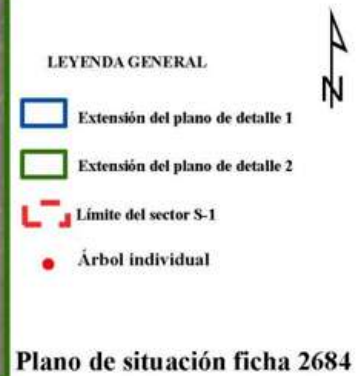 N
LEYENDA GENERAL
Extensión del plano de detalle 1
Extensión del plano de detalle 2
Límite del sector S-1
Árbol individual
Plano de situación ficha 2684